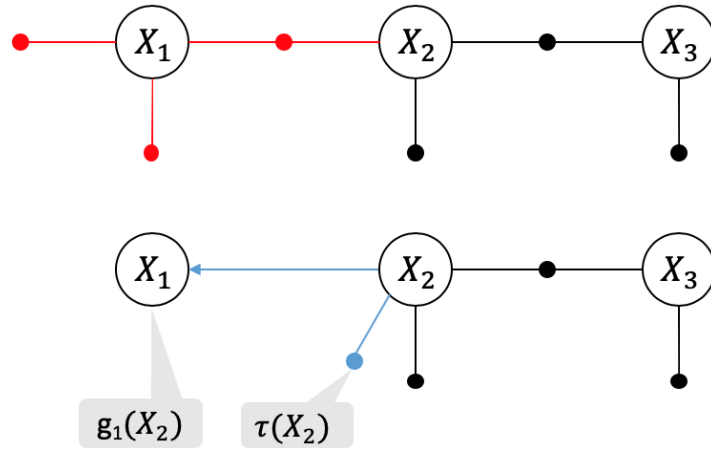 X₁ X₂ X₃
X₁ X₂ X₃
g₁(X₂) τ(X₂)